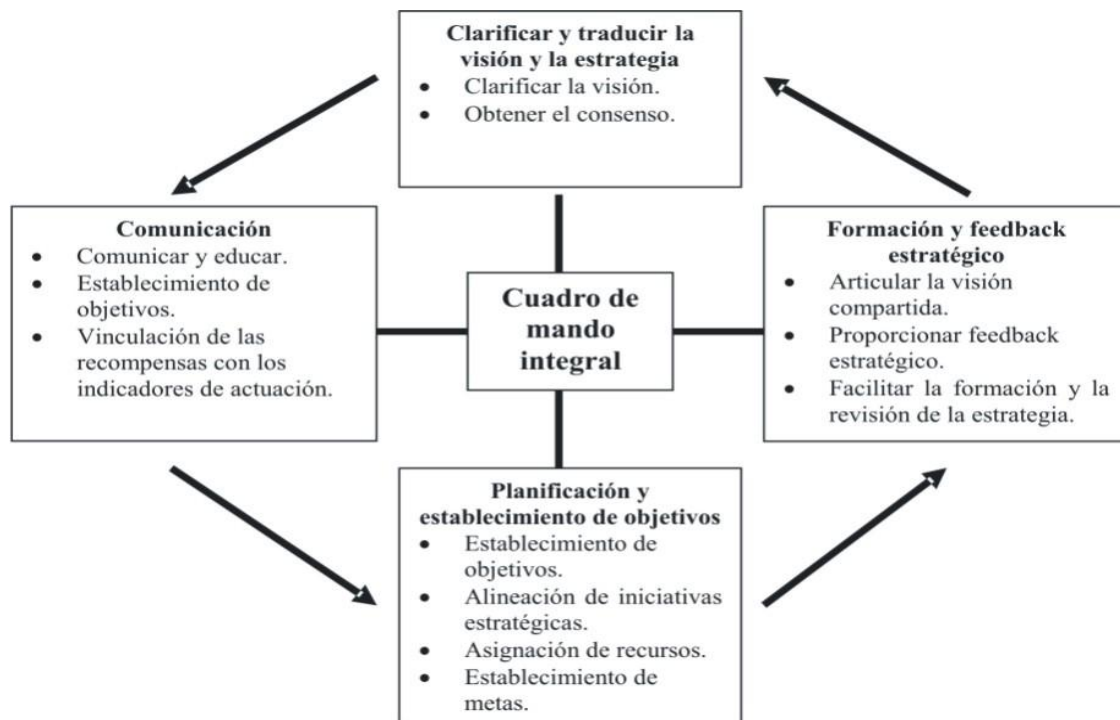 Clarificar y traducir la
visión y la estrategia
• Clarificar la visión.
• Obtener el consenso.
Comunicación
• Comunicar y educar.
• Establecimiento de
objetivos.
• Vinculación de las
recompensas con los
indicadores de actuación.
Cuadro de
mando
integral
Formación y feedback
estratégico
• Articular la visión
compartida.
• Proporcionar feedback
estratégico.
• Facilitar la formación y la
revisión de la estrategia.
Planificación y
establecimiento de objetivos
• Establecimiento de
objetivos.
• Alineación de iniciativas
estratégicas.
• Asignación de recursos.
• Establecimiento de
metas.